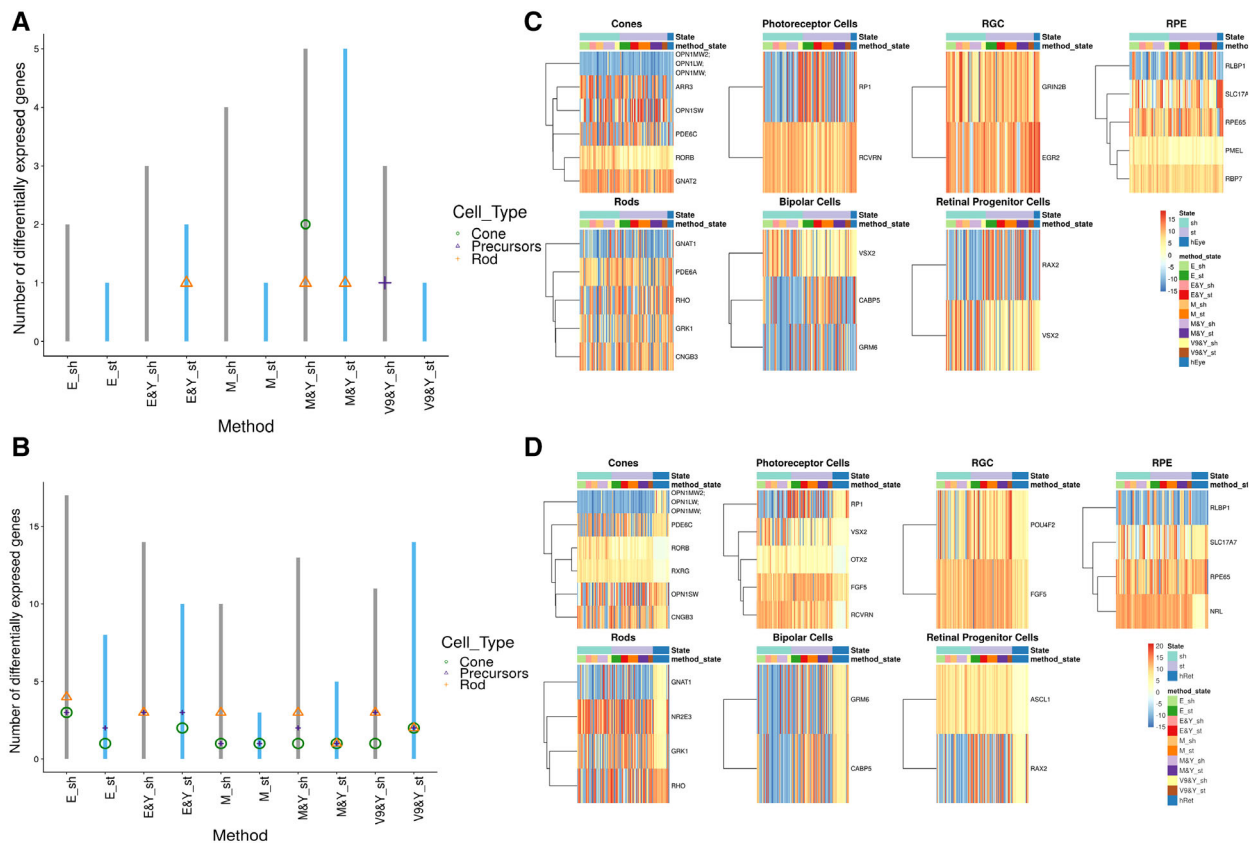 A
Number of differentially expresed genes
5
4
3
2
1
0
E_sh
E_st
E&Y_sh
E&Y_st
M_sh
M_st
M&Y_sh
M&Y_st
V9&Y_sh
V9&Y_st
Method
Cell_Type
Cone
Precursors
Rod
B
Number of differentially expresed genes
15
10
5
0
E_sh
E_st
E&Y_sh
E&Y_st
M_sh
M_st
M&Y_sh
M&Y_st
V9&Y_sh
V9&Y_st
Method
Cell_Type
Cone
Precursors
Rod
C
Cones
State
method_state
OPN1MW2;
OPN1LW;
OPN1MW;
ARR3
OPN1SW
PDE6C
RORB
GNAT2
Photoreceptor Cells
State
method_state
RP1
RCVRN
RGC
State
method_state
GRIN2B
EGR2
RPE
State
metho
RLBP1
SLC17A
RPE65
PMEL
RBP7
Rods
State
method_state
GNAT1
PDE6A
RHO
GRK1
CNGB3
Bipolar Cells
State
method_state
VSX2
CABP5
GRM6
Retinal Progenitor Cells
State
method_state
RAX2
VSX2
15
10
5
0
-5
-10
-15
State
sh
st
hEye
method_state
E_sh
E_st
E&Y_sh
E&Y_st
M_sh
M_st
M&Y_sh
M&Y_st
V9&Y_sh
V9&Y_st
hEye
D
Cones
State
method_state
OPN1MW2;
OPN1LW;
OPN1MW;
PDE6C
RORB
RXRG
OPN1SW
CNGB3
Photoreceptor Cells
State
method_state
RP1
VSX2
OTX2
FGF5
RCVRN
RGC
State
method_state
POU4F2
FGF5
RPE
State
method_s
RLBP1
SLC17A7
RPE65
NRL
Rods
State
method_state
GNAT1
NR2E3
GRK1
RHO
Bipolar Cells
State
method_state
GRM6
CABP5
Retinal Progenitor Cells
State
method_state
ASCL1
RAX2
20
15
10
5
0
-5
-10
-15
State
sh
st
hRet
method_state
E_sh
E_st
E&Y_sh
E&Y_st
M_sh
M_st
M&Y_sh
M&Y_st
V9&Y_sh
V9&Y_st
hRet